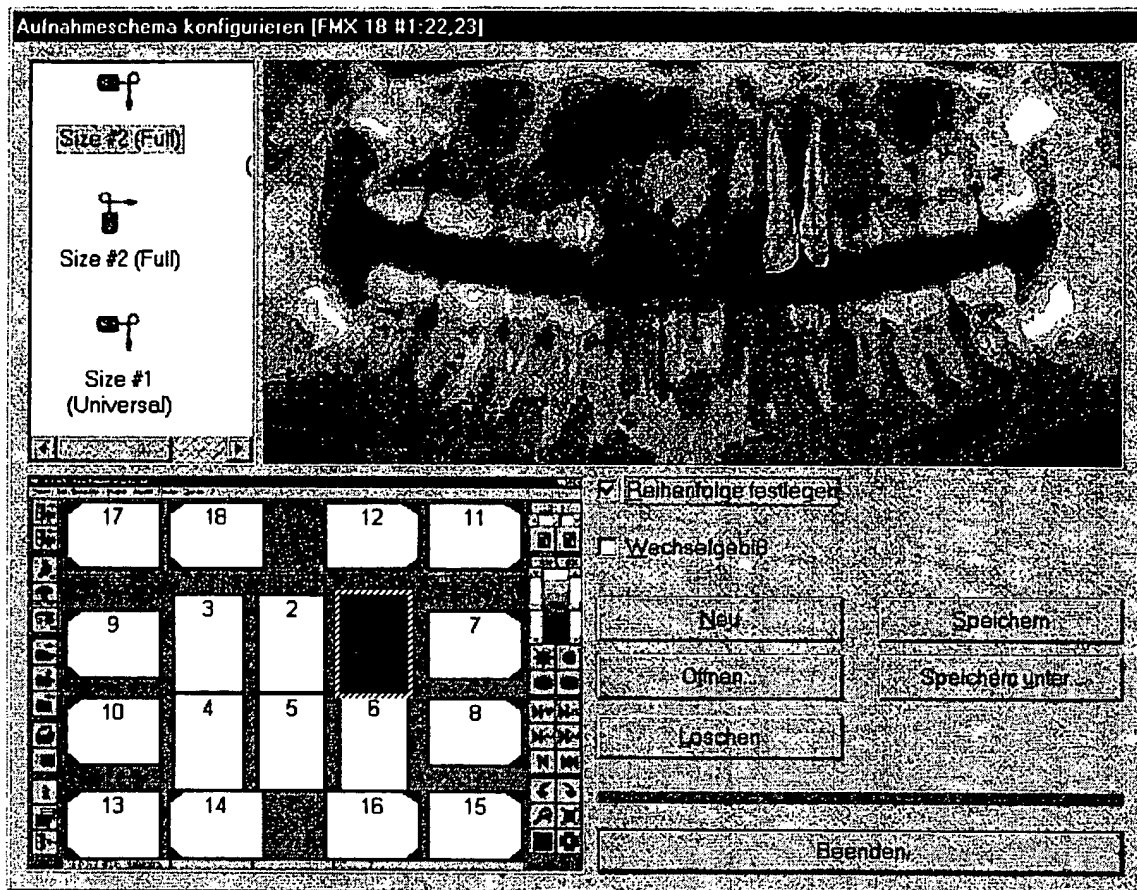 Aufnahmeschema konfigurieren [FMX 18 #1:22,23]
Size #2 (Full)
Size #2 (Full)
Size #1
(Universal)
17 18 12 11
3 2
9 7
4 5 6
10 8
13 14 16 15
Reihenfolge festlegen
Wechselgebiß
Neu Speichern
Öffnen... Speichern unter...
Löschen
Beenden